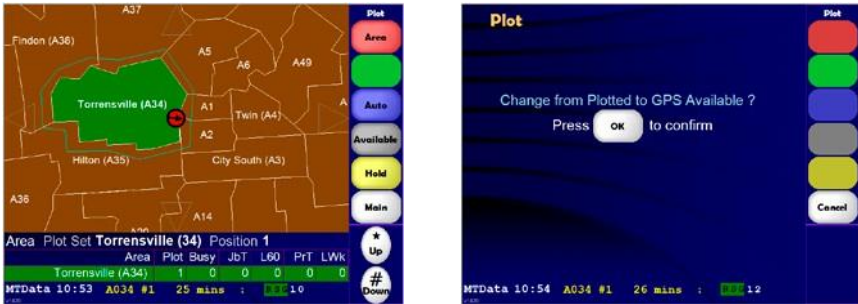 Plot
A37
Findon (A38)
A5
A6
A49
Area
Torrensville (A34)
A1
Twin (A4)
A
Auto
A2
Available
Hilton (A35)
City South (A3)
Hold
A36
A14
Main
Area Plot Set Torrensville (34) Position 1
Area Plot Busy JbT L60 PrT LWk
Torrensville (A34) 1 0 0 0 0 0
* Up
# Down
MTData 10:53 A034 #1 25 mins : 10
Plot
Plot
Change from Plotted to GPS Available ?
Press OK to confirm
Cancel
MTData 10:54 A034 #1 26 mins : 12